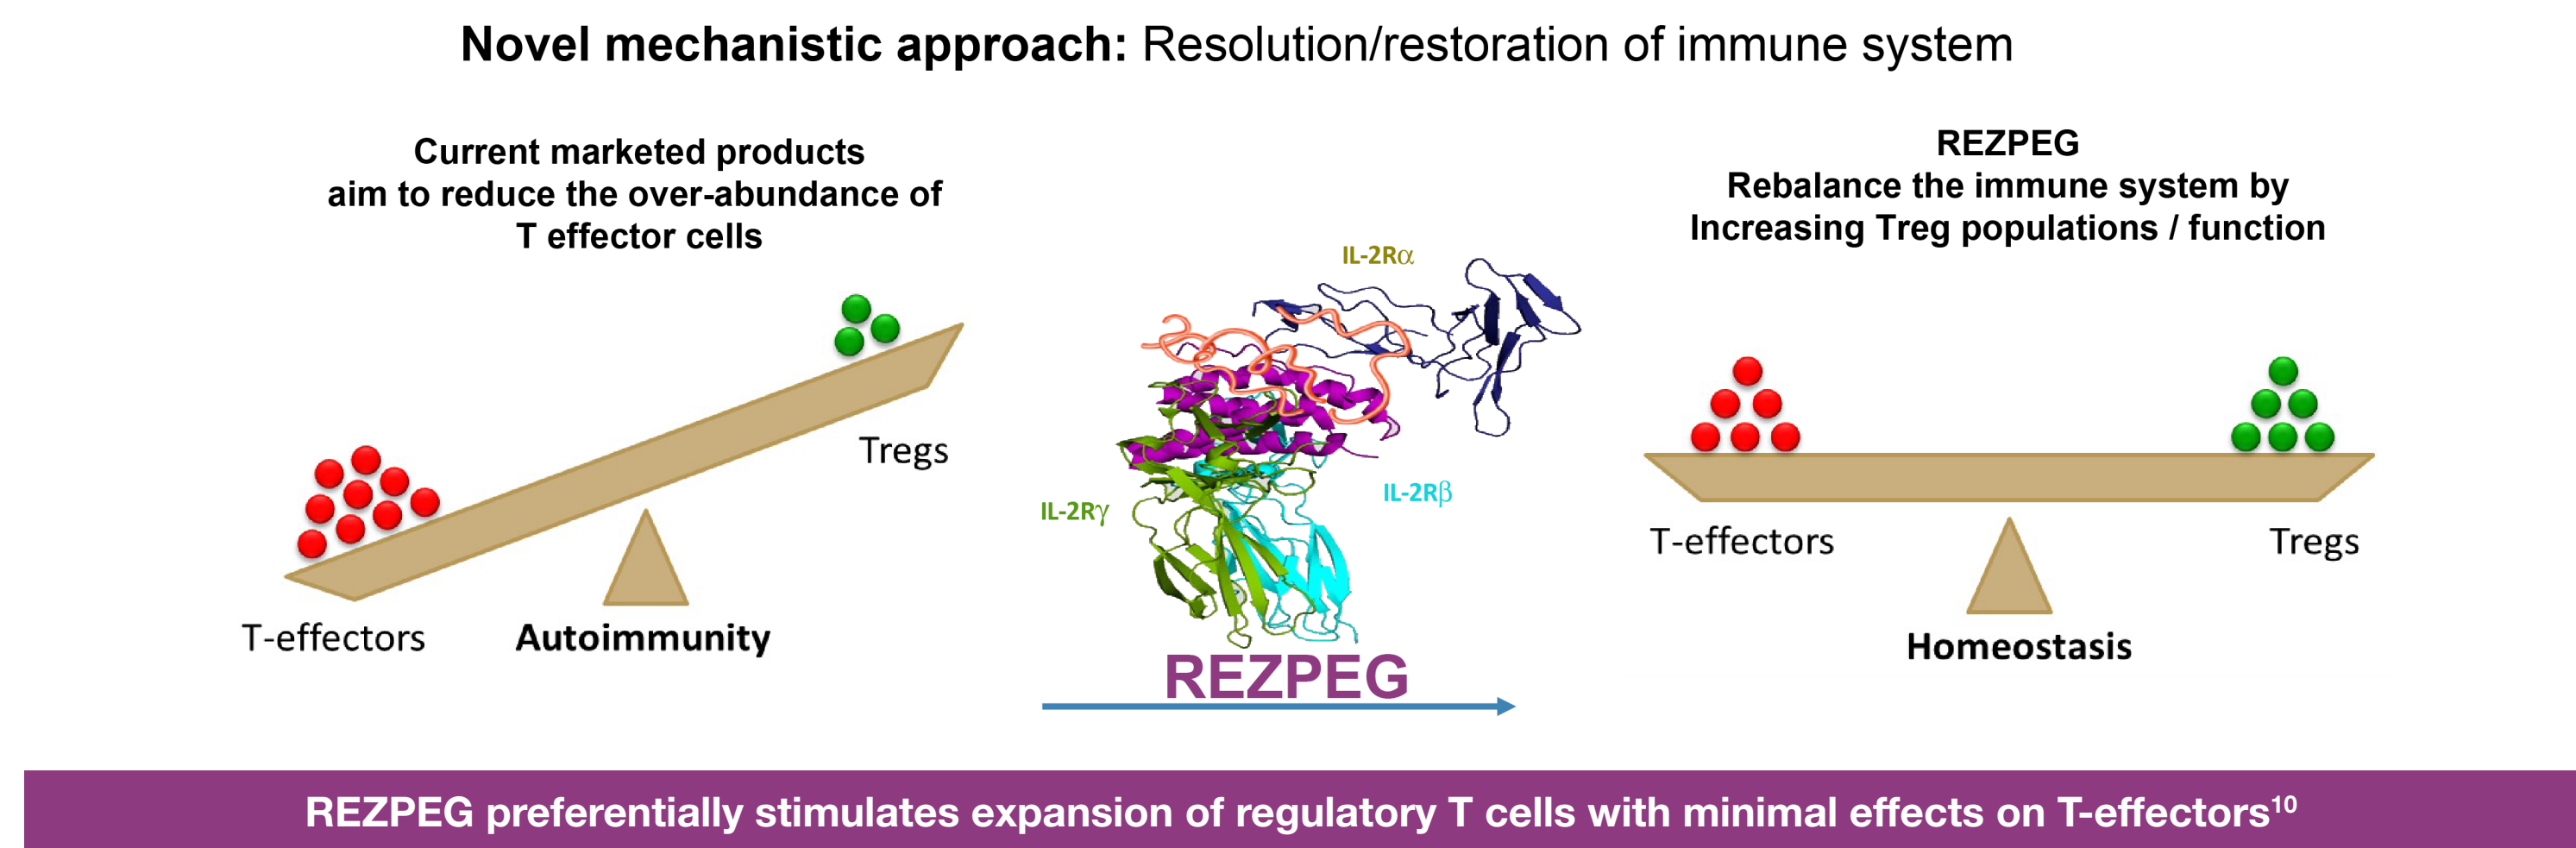 Novel mechanistic approach: Resolution/restoration of immune system
Current marketed products
aim to reduce the over-abundance of
T effector cells
Tregs
T-effectors
Autoimmunity
IL-2Rα
IL-2Rγ
IL-2Rβ
REZPEG
REZPEG
Rebalance the immune system by
Increasing Treg populations / function
T-effectors
Tregs
Homeostasis
REZPEG preferentially stimulates expansion of regulatory T cells with minimal effects on T-effectors¹⁰